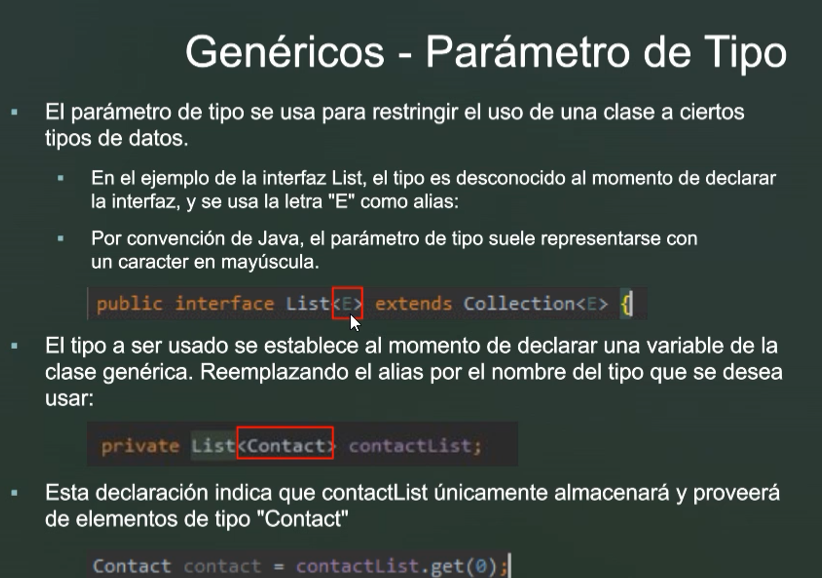 Genéricos - Parámetro de Tipo
El parámetro de tipo se usa para restringir el uso de una clase a ciertos
tipos de datos.
En el ejemplo de la interfaz List, el tipo es desconocido al momento de declarar
la interfaz, y se usa la letra "E" como alias:
Por convención de Java, el parámetro de tipo suele representarse con
un caracter en mayúscula.
public interface List<E> extends Collection<E> {
El tipo a ser usado se establece al momento de declarar una variable de la
clase genérica. Reemplazando el alias por el nombre del tipo que se desea
usar:
private List<Contact> contactList;
Esta declaración indica que contactList únicamente almacenará y proveerá
de elementos de tipo "Contact"
Contact contact = contactList.get(0);